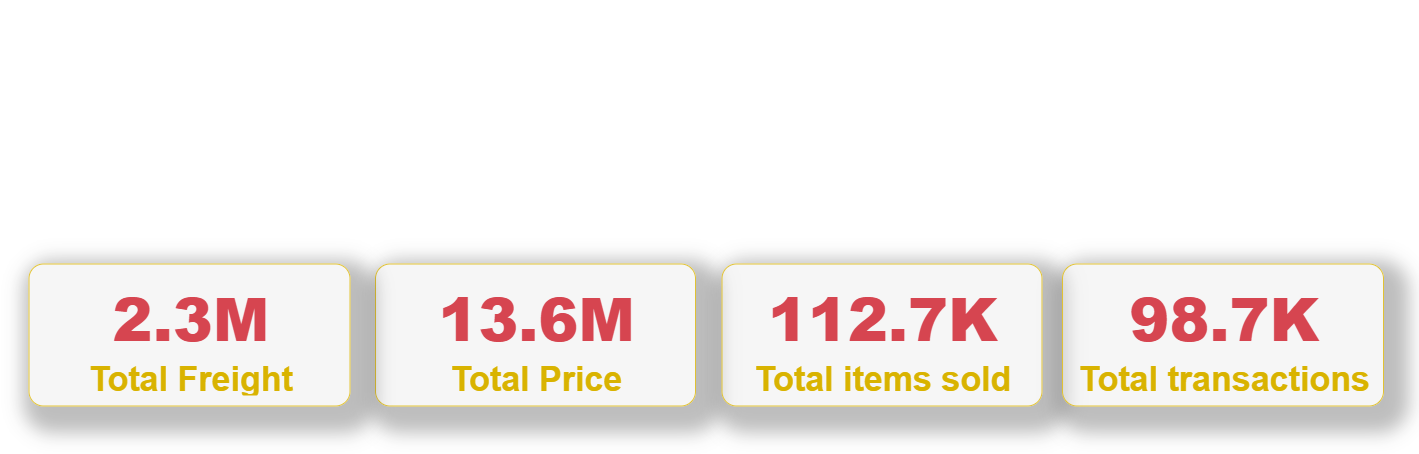 2.3M
Total Freight
13.6M
Total Price
112.7K
Total items sold
98.7K
Total transactions